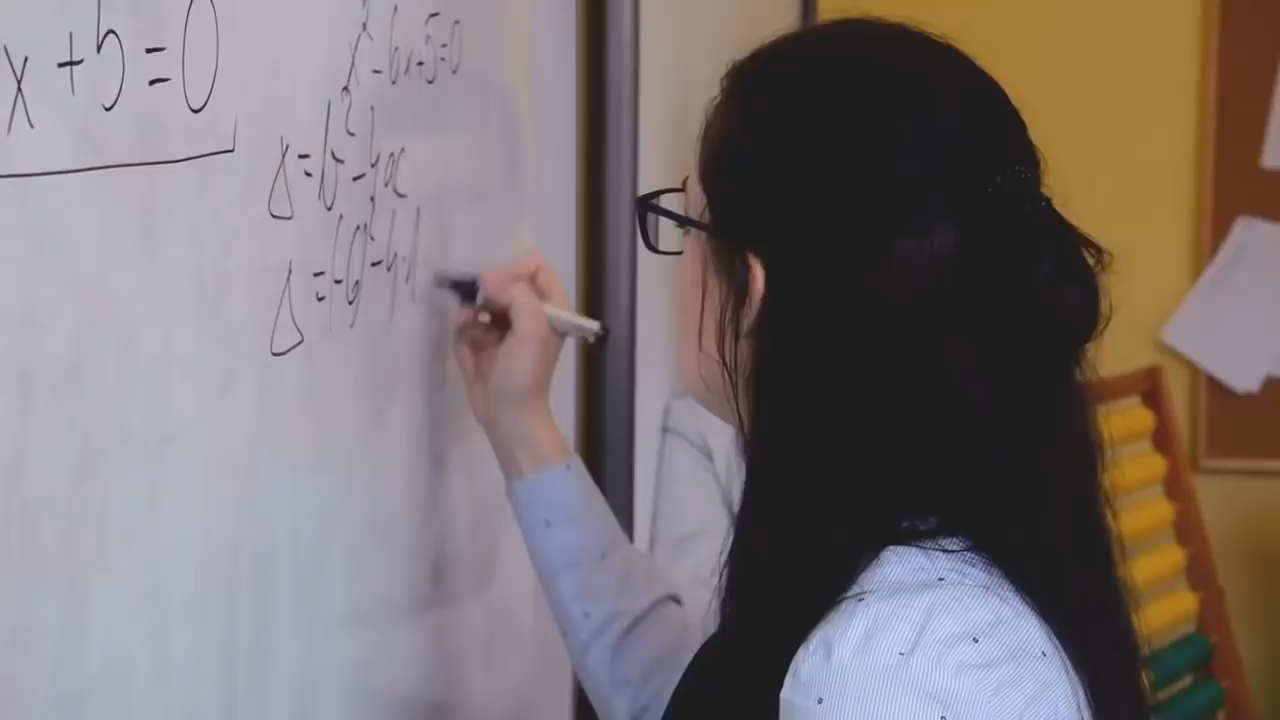 x + 5 = 0
x² - 6x + 5 = 0
Δ = b² - 4ac
Δ = (-6)² - 4·1